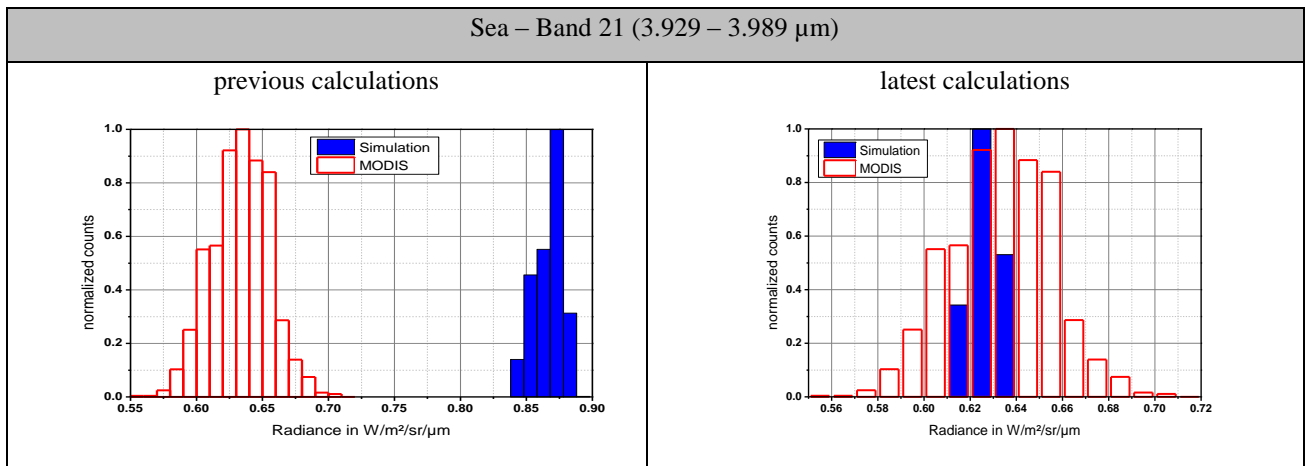 Sea – Band 21 (3.929 – 3.989 µm)
previous calculations
latest calculations
1.0
0.8
0.6
0.4
0.2
0.0
normalized counts
Simulation
MODIS
0.55 0.60 0.65 0.70 0.75 0.80 0.85 0.90
Radiance in W/m²/sr/µm
1.0
0.8
0.6
0.4
0.2
0.0
normalized counts
Simulation
MODIS
0.56 0.58 0.60 0.62 0.64 0.66 0.68 0.70 0.72
Radiance in W/m²/sr/µm